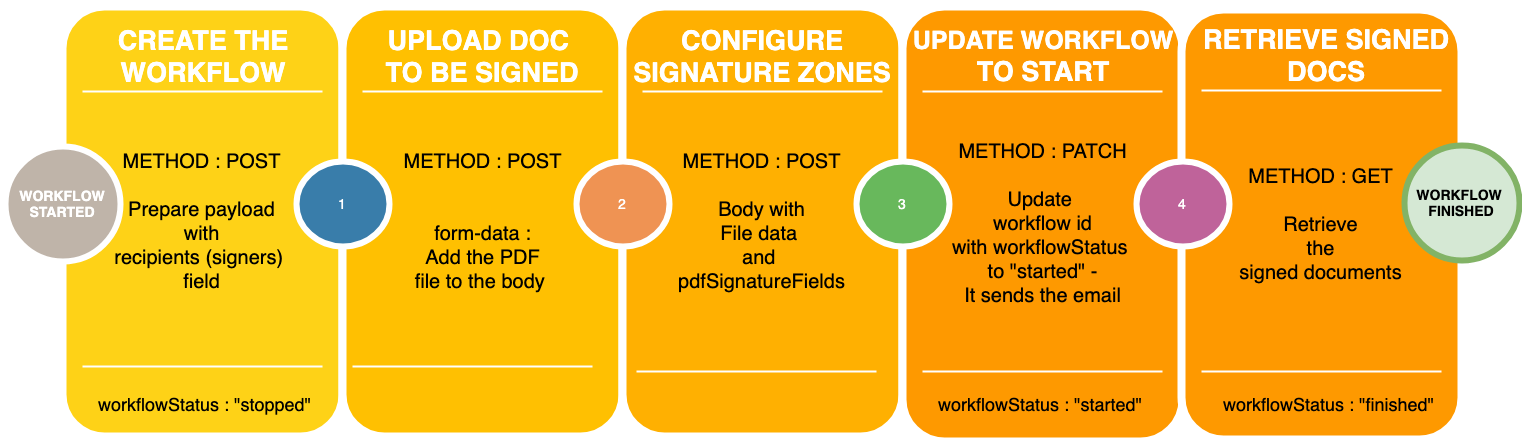 CREATE THE
WORKFLOW
METHOD : POST
WORKFLOW
STARTED
Prepare payload
with
recipients (signers)
field
workflowStatus : "stopped"
1
UPLOAD DOC
TO BE SIGNED
METHOD : POST
form-data :
Add the PDF
file to the body
2
CONFIGURE
SIGNATURE ZONES
METHOD : POST
Body with
File data
and
pdfSignatureFields
3
UPDATE WORKFLOW
TO START
METHOD : PATCH
Update
workflow id
with workflowStatus
to "started" -
It sends the email
workflowStatus : "started"
4
RETRIEVE SIGNED
DOCS
METHOD : GET
Retrieve
the
signed documents
workflowStatus : "finished"
WORKFLOW
FINISHED